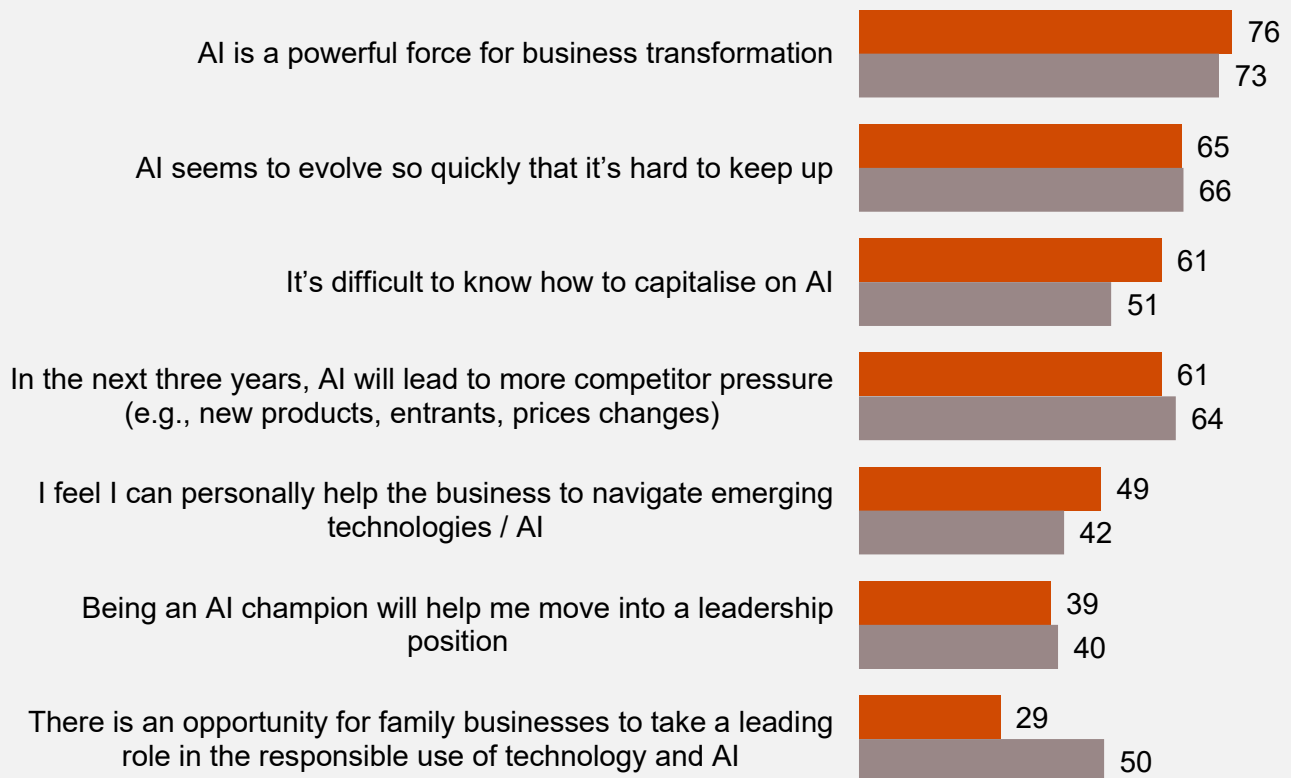 AI is a powerful force for business transformation
76
73
AI seems to evolve so quickly that it’s hard to keep up
65
66
It’s difficult to know how to capitalise on AI
61
51
In the next three years, AI will lead to more competitor pressure
(e.g., new products, entrants, prices changes)
61
64
I feel I can personally help the business to navigate emerging
technologies / AI
49
42
Being an AI champion will help me move into a leadership
position
39
40
There is an opportunity for family businesses to take a leading
role in the responsible use of technology and AI
29
50